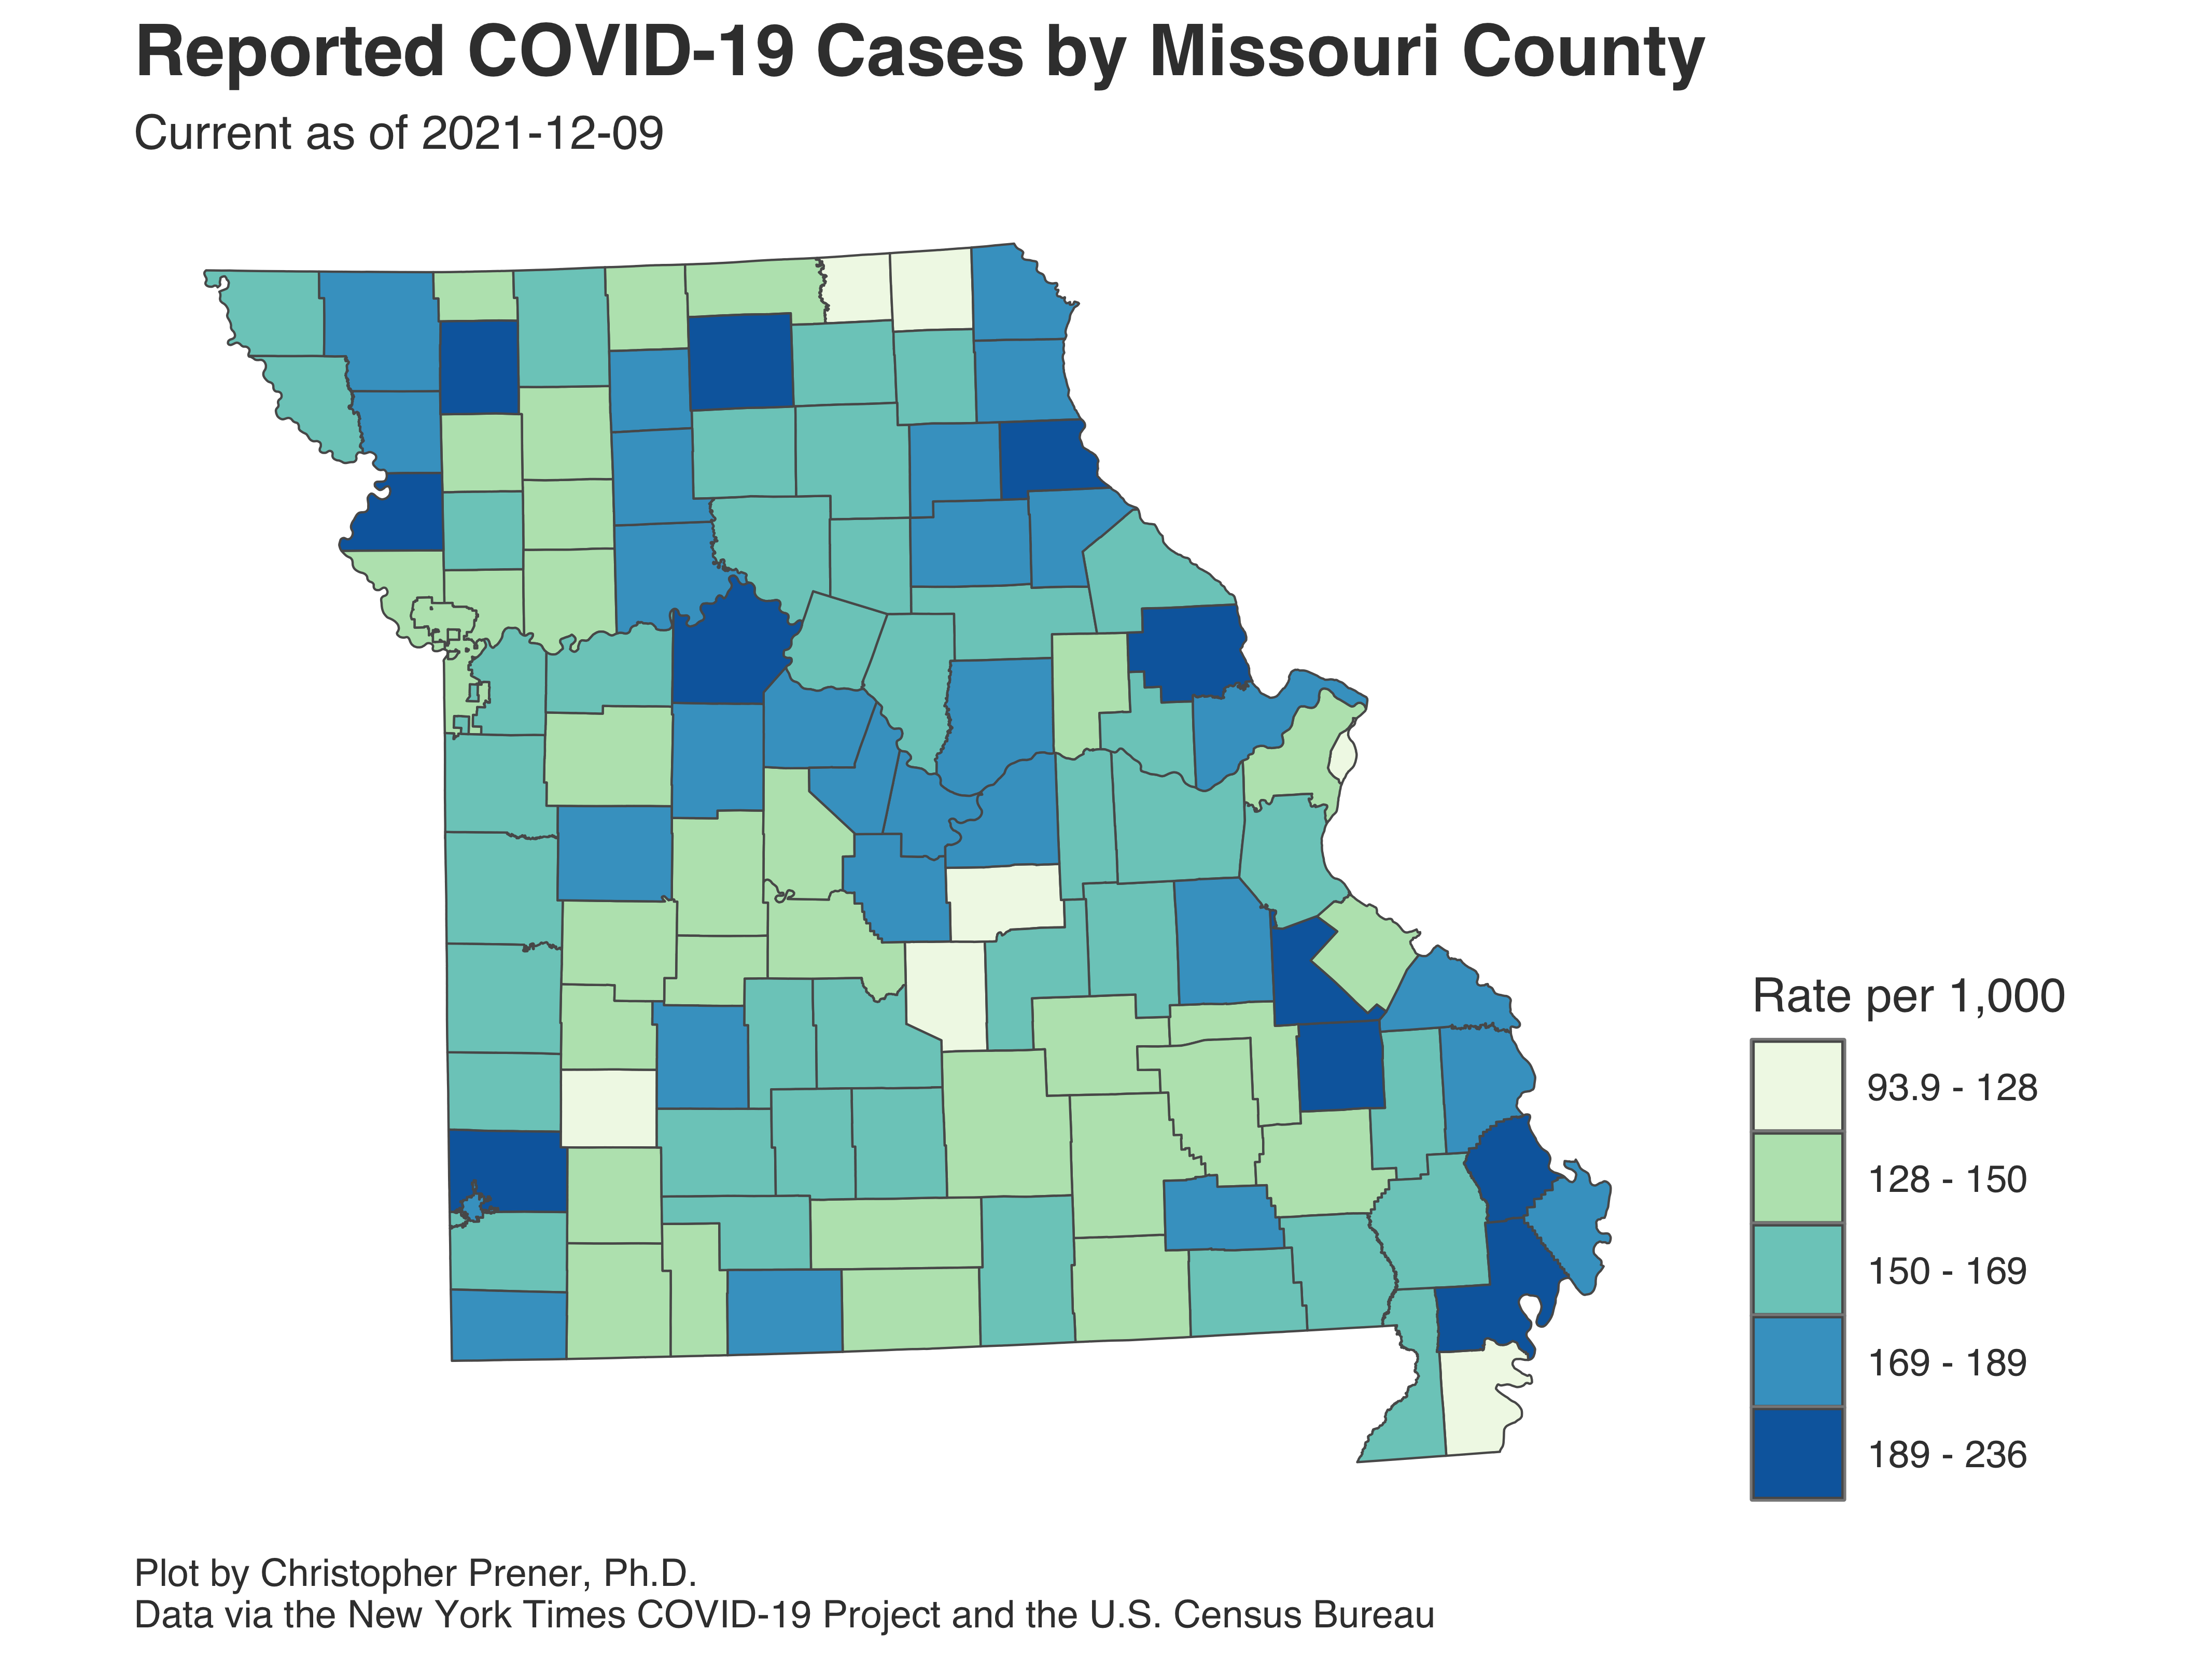 Reported COVID-19 Cases by Missouri County
Current as of 2021-12-09
Rate per 1,000
93.9 - 128
128 - 150
150 - 169
169 - 189
189 - 236
Plot by Christopher Prener, Ph.D.
Data via the New York Times COVID-19 Project and the U.S. Census Bureau